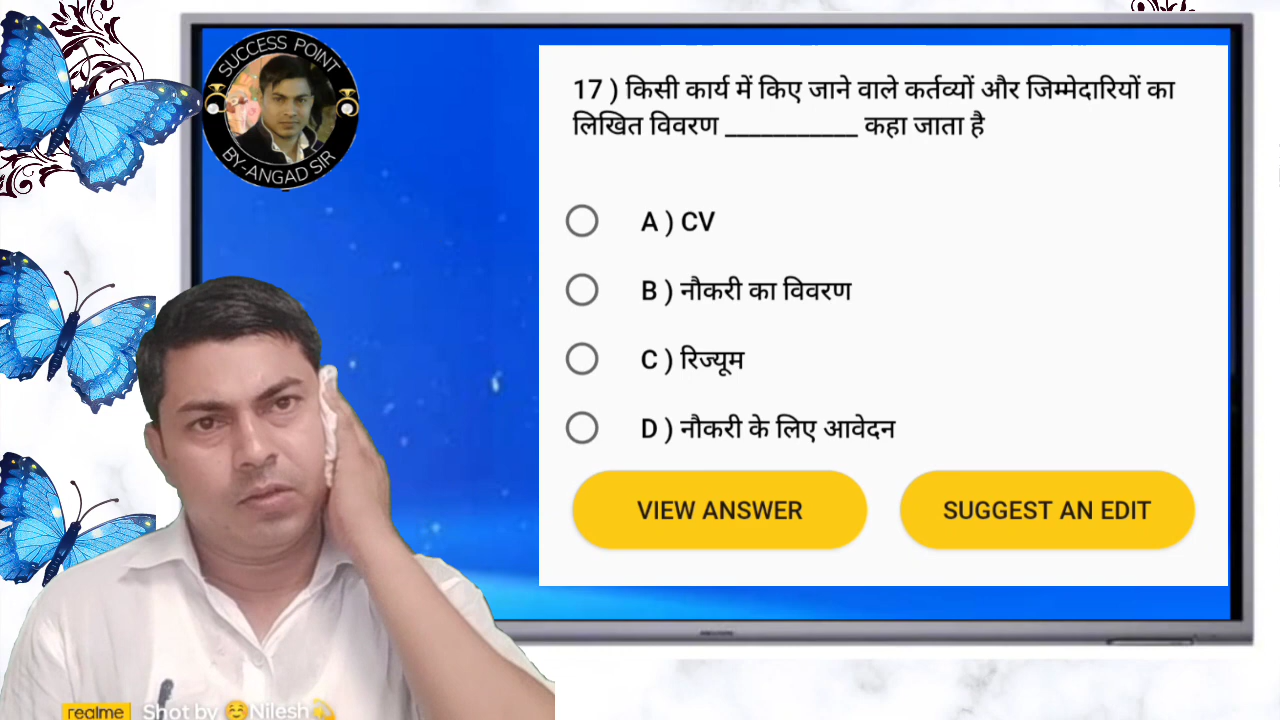 SUCCESS POINT
BY-ANGAD SIR
17 ) किसी कार्य में किए जाने वाले कर्तव्यों और जिम्मेदारियों का
लिखित विवरण ___________ कहा जाता है
A ) CV
B ) नौकरी का विवरण
C ) रिज्यूम
D ) नौकरी के लिए आवेदन
VIEW ANSWER
SUGGEST AN EDIT
realme Shot by Nilesh